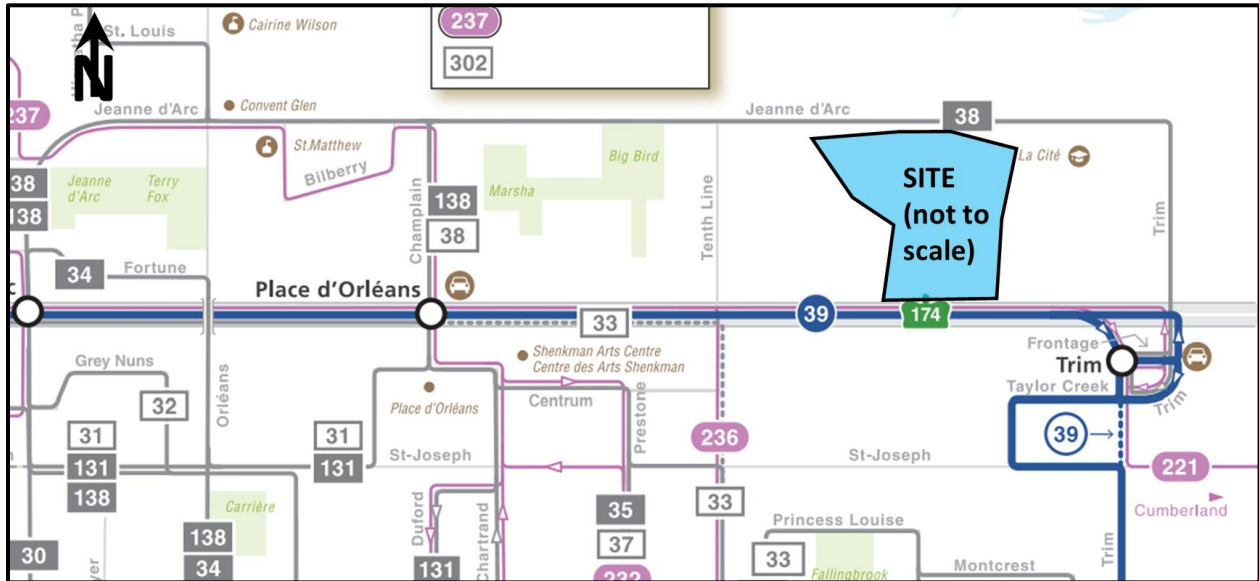 237
302
N
St. Louis
Cairine Wilson
Jeanne d'Arc
Convent Glen
Jeanne d'Arc
38
237
St.Matthew
Bilberry
Big Bird
La Cité
SITE
(not to
scale)
38
138
Jeanne
d'Arc
Terry
Fox
Champlain
138
38
Marsha
Tenth Line
Trim
34
Fortune
Place d'Orléans
33
39
174
Frontage
Trim
Grey Nuns
Orléans
Shenkman Arts Centre
Centre des Arts Shenkman
Taylor Creek
Trim
32
Place d'Orléans
Centrum
Prestone
31
131
138
31
131
St-Joseph
236
St-Joseph
39
221
Cumberland
Carrière
Duford
Chartrand
35
37
232
33
Princess Louise
33
Fallingbrook
Montcrest
Trim
30
138
34
131